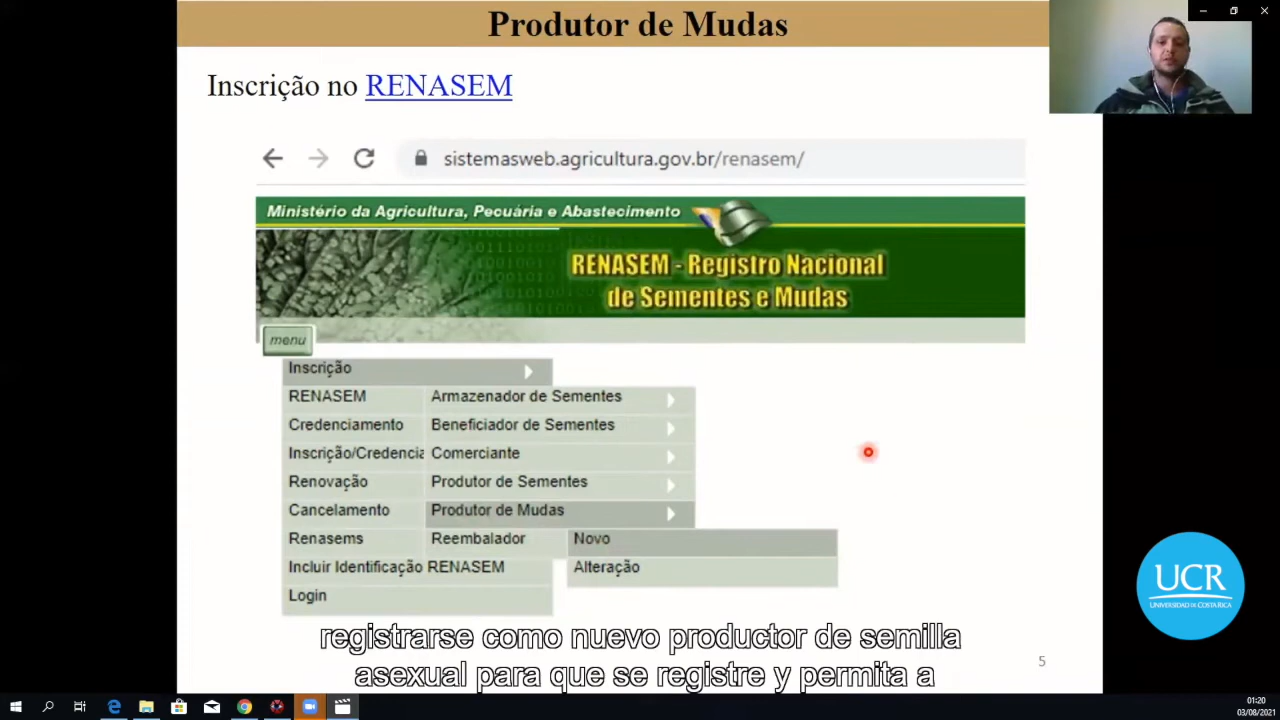 Produtor de Mudas
Inscrição no RENASEM
sistemasweb.agricultura.gov.br/renasem/
Ministério da Agricultura, Pecuária e Abastecimento
RENASEM - Registro Nacional
de Sementes e Mudas
menu
Inscrição
RENASEM Armazenador de Sementes
Credenciamento Beneficiador de Sementes
Inscrição/Credencia Comerciante
Renovação Produtor de Sementes
Cancelamento Produtor de Mudas
Renasems Reembalador Novo
Incluir Identificação RENASEM Alteração
Login
UCR
UNIVERSIDAD DE COSTA RICA
registrarse como nuevo productor de semilla
asexual para que se registre y permita a
5
01:20
03/08/2021